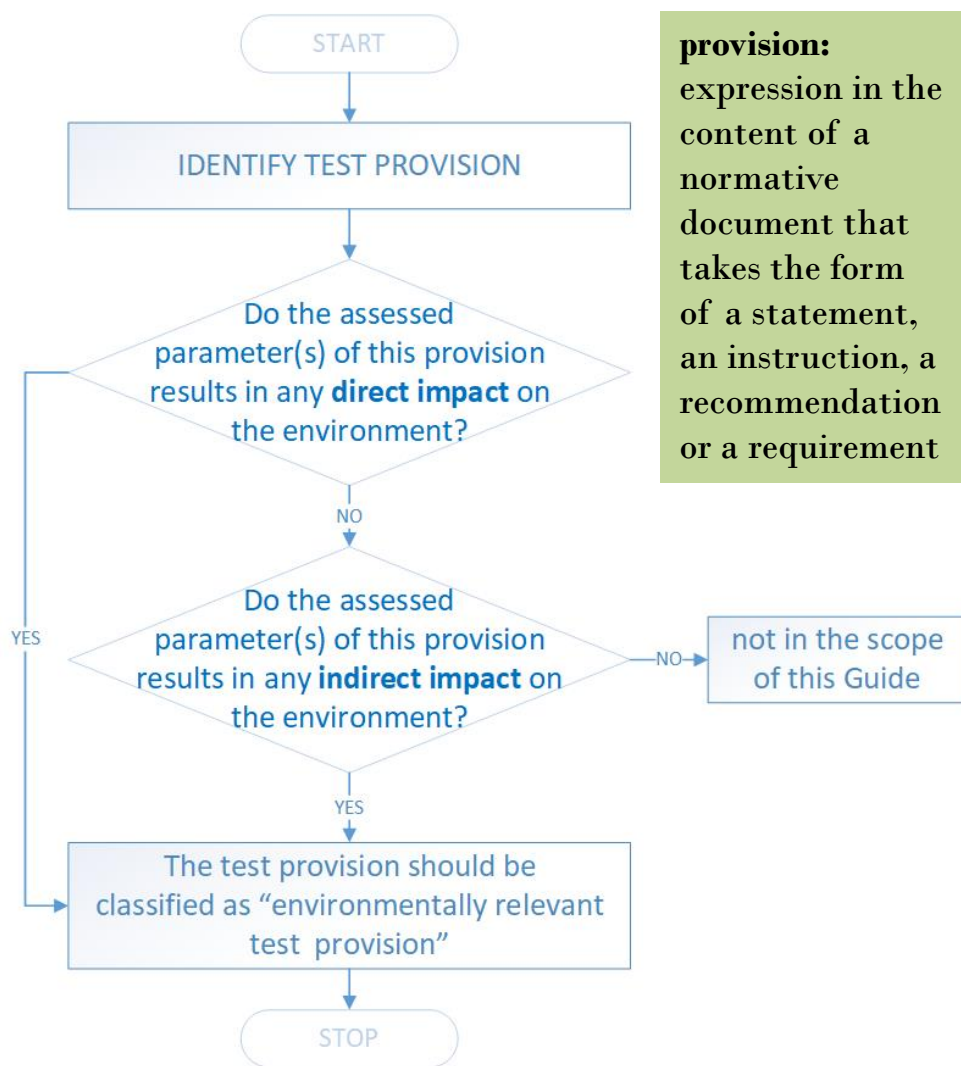 START
IDENTIFY TEST PROVISION
Do the assessed
parameter(s) of this provision
results in any direct impact on
the environment?
NO
YES
Do the assessed
parameter(s) of this provision
results in any indirect impact on
the environment?
NO
not in the scope
of this Guide
YES
The test provision should be
classified as “environmentally relevant
test provision”
STOP
provision:
expression in the
content of a
normative
document that
takes the form
of a statement,
an instruction, a
recommendation
or a requirement